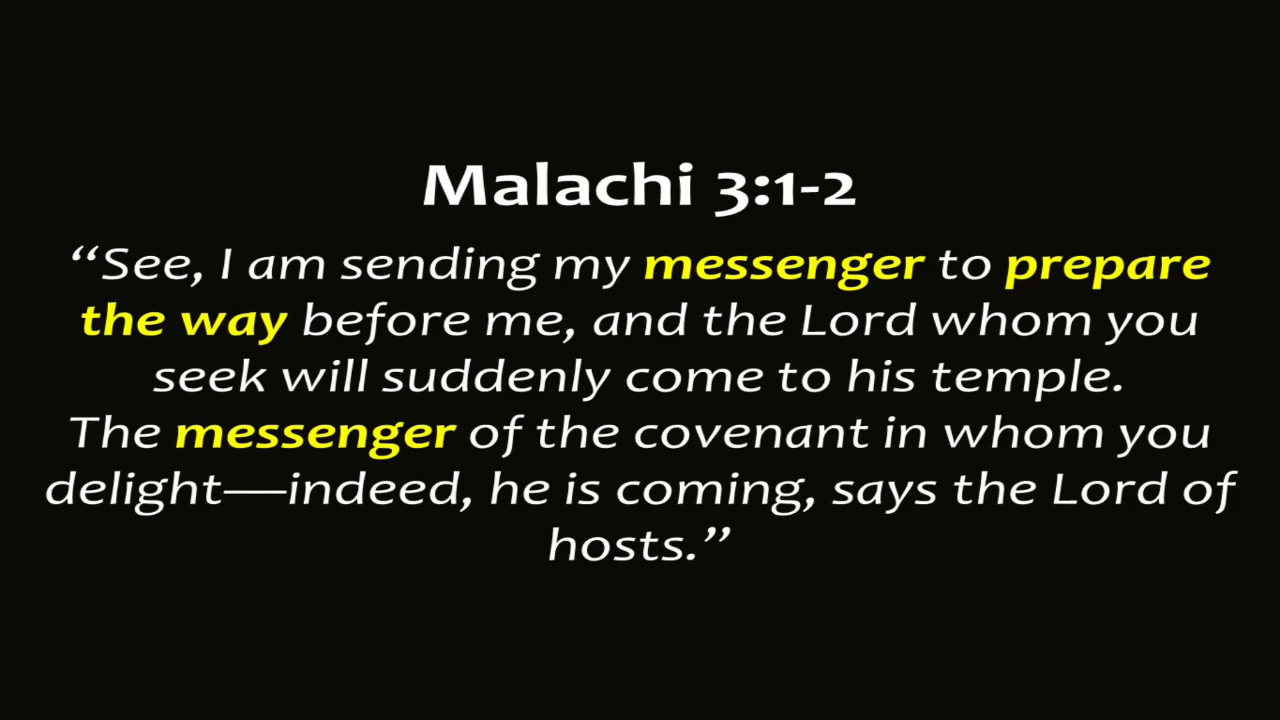 Malachi 3:1-2
“See, I am sending my messenger to prepare
the way before me, and the Lord whom you
seek will suddenly come to his temple.
The messenger of the covenant in whom you
delight—indeed, he is coming, says the Lord of
hosts.”